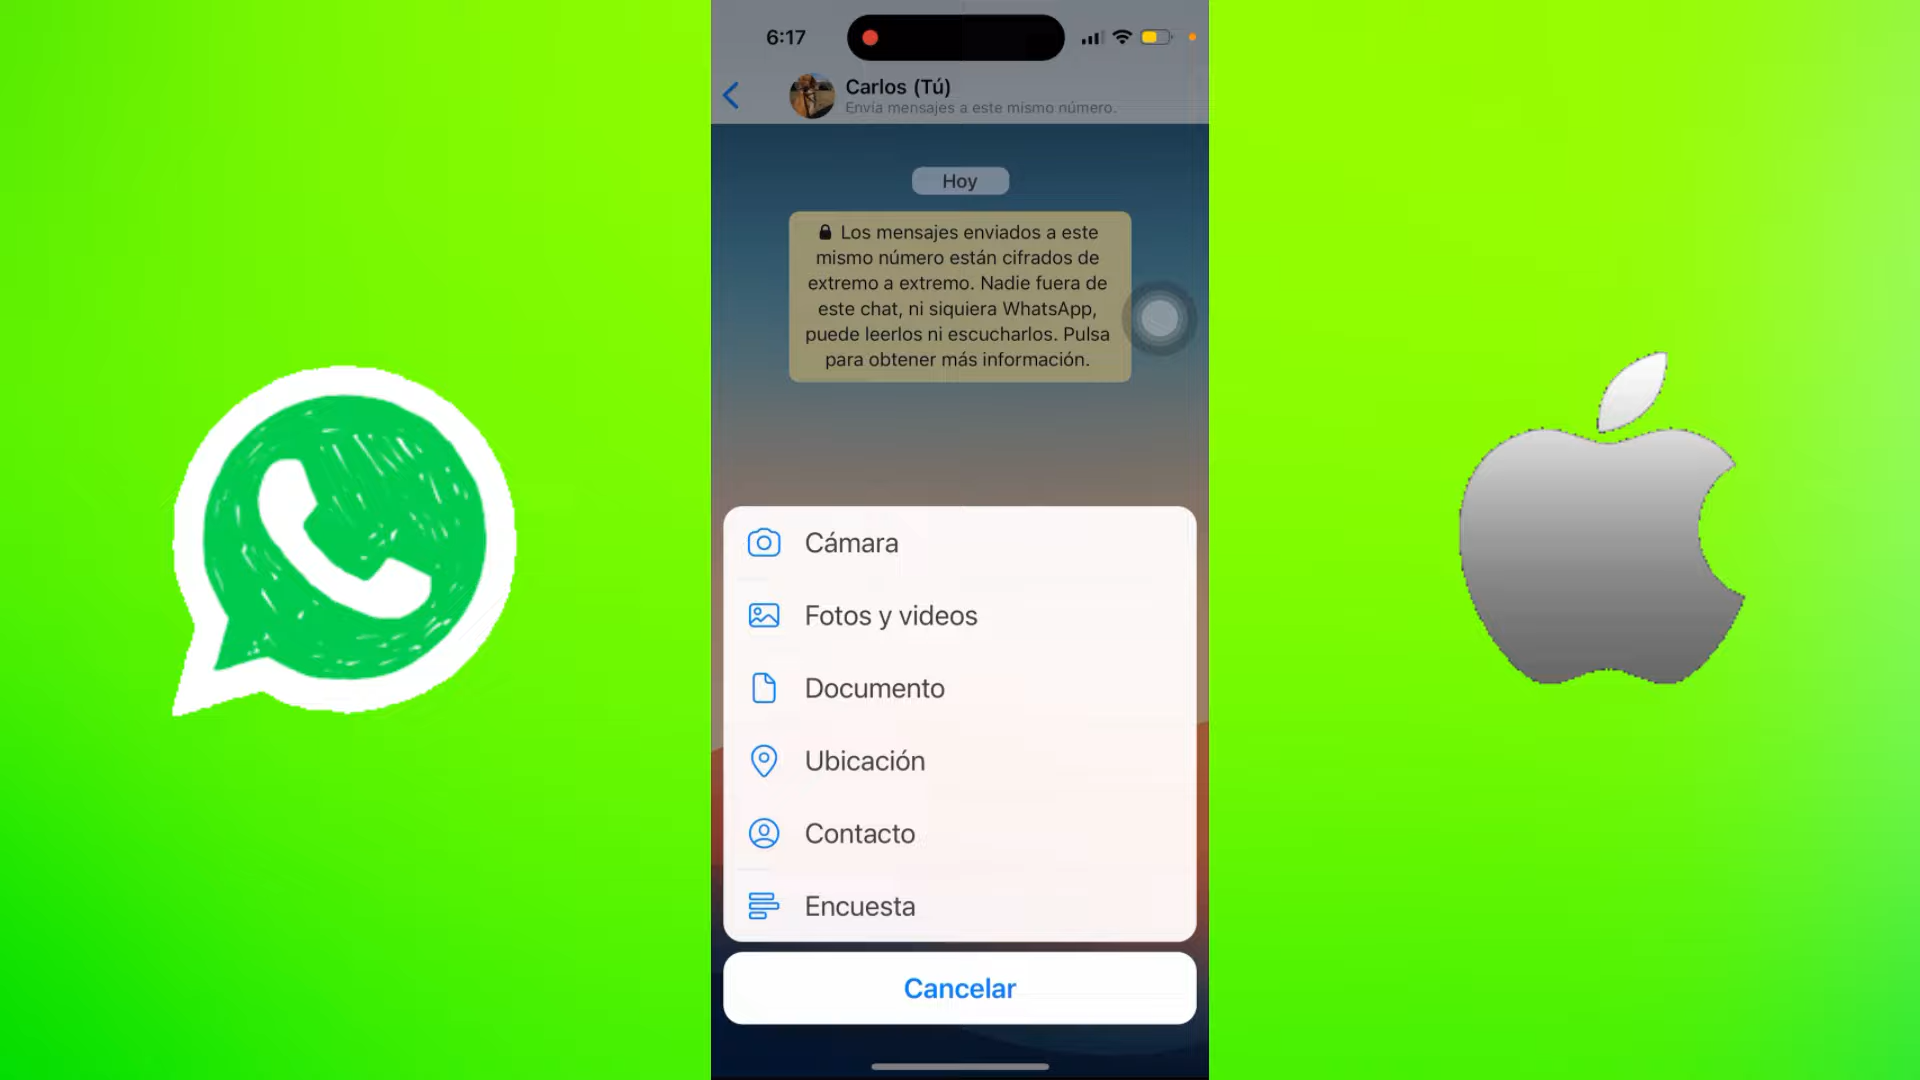 6:17
Carlos (Tú)
Envía mensajes a este mismo número.
Hoy
Los mensajes enviados a este
mismo número están cifrados de
extremo a extremo. Nadie fuera de
este chat, ni siquiera WhatsApp,
puede leerlos ni escucharlos. Pulsa
para obtener más información.
Cámara
Fotos y videos
Documento
Ubicación
Contacto
Encuesta
Cancelar